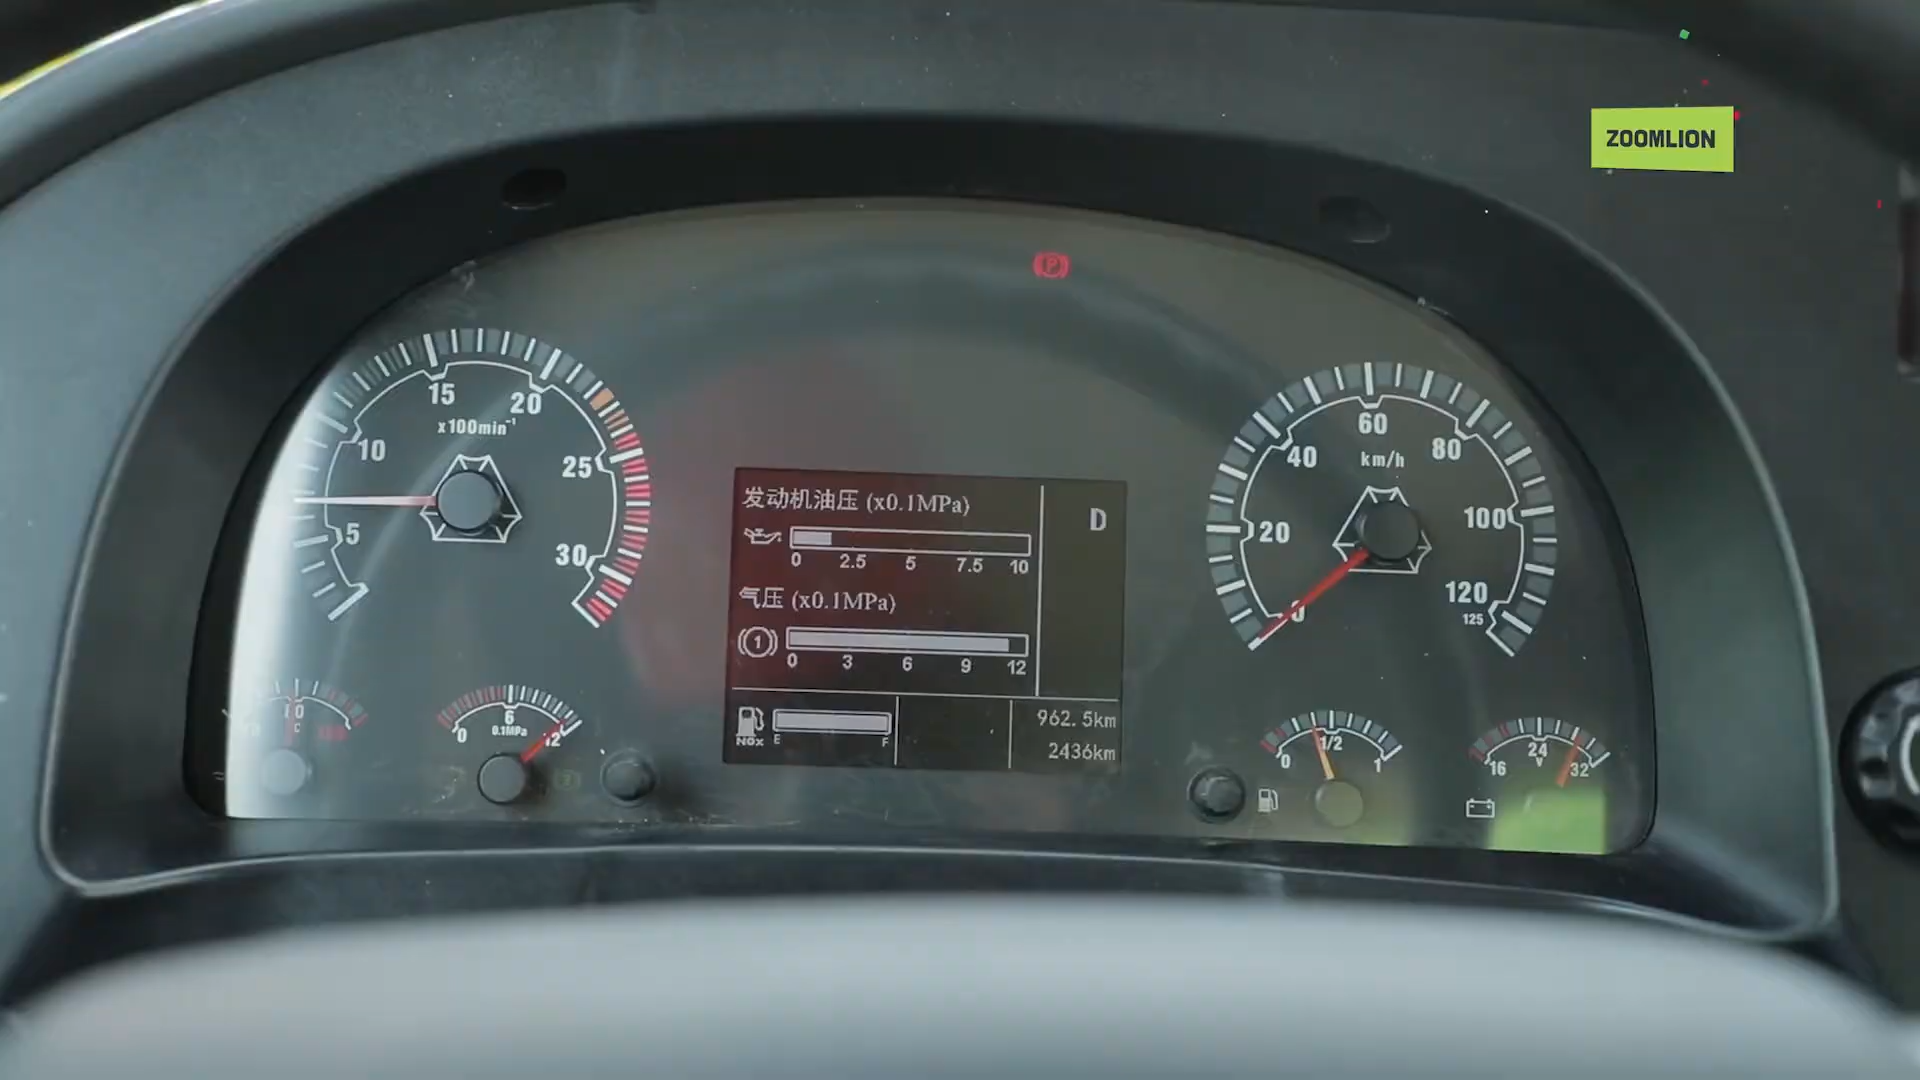 ZOOMLION
P
15
20
x100min⁻¹
10
25
5
30
60
40
80
km/h
20
100
0
120
125
发动机油压 (x0.1MPa)
D
0 2.5 5 7.5 10
气压 (x0.1MPa)
1
0 3 6 9 12
NOx E F
962.5km
2436km
6
0 0.1MPa 12
1/2
0 1
24
V
16 32